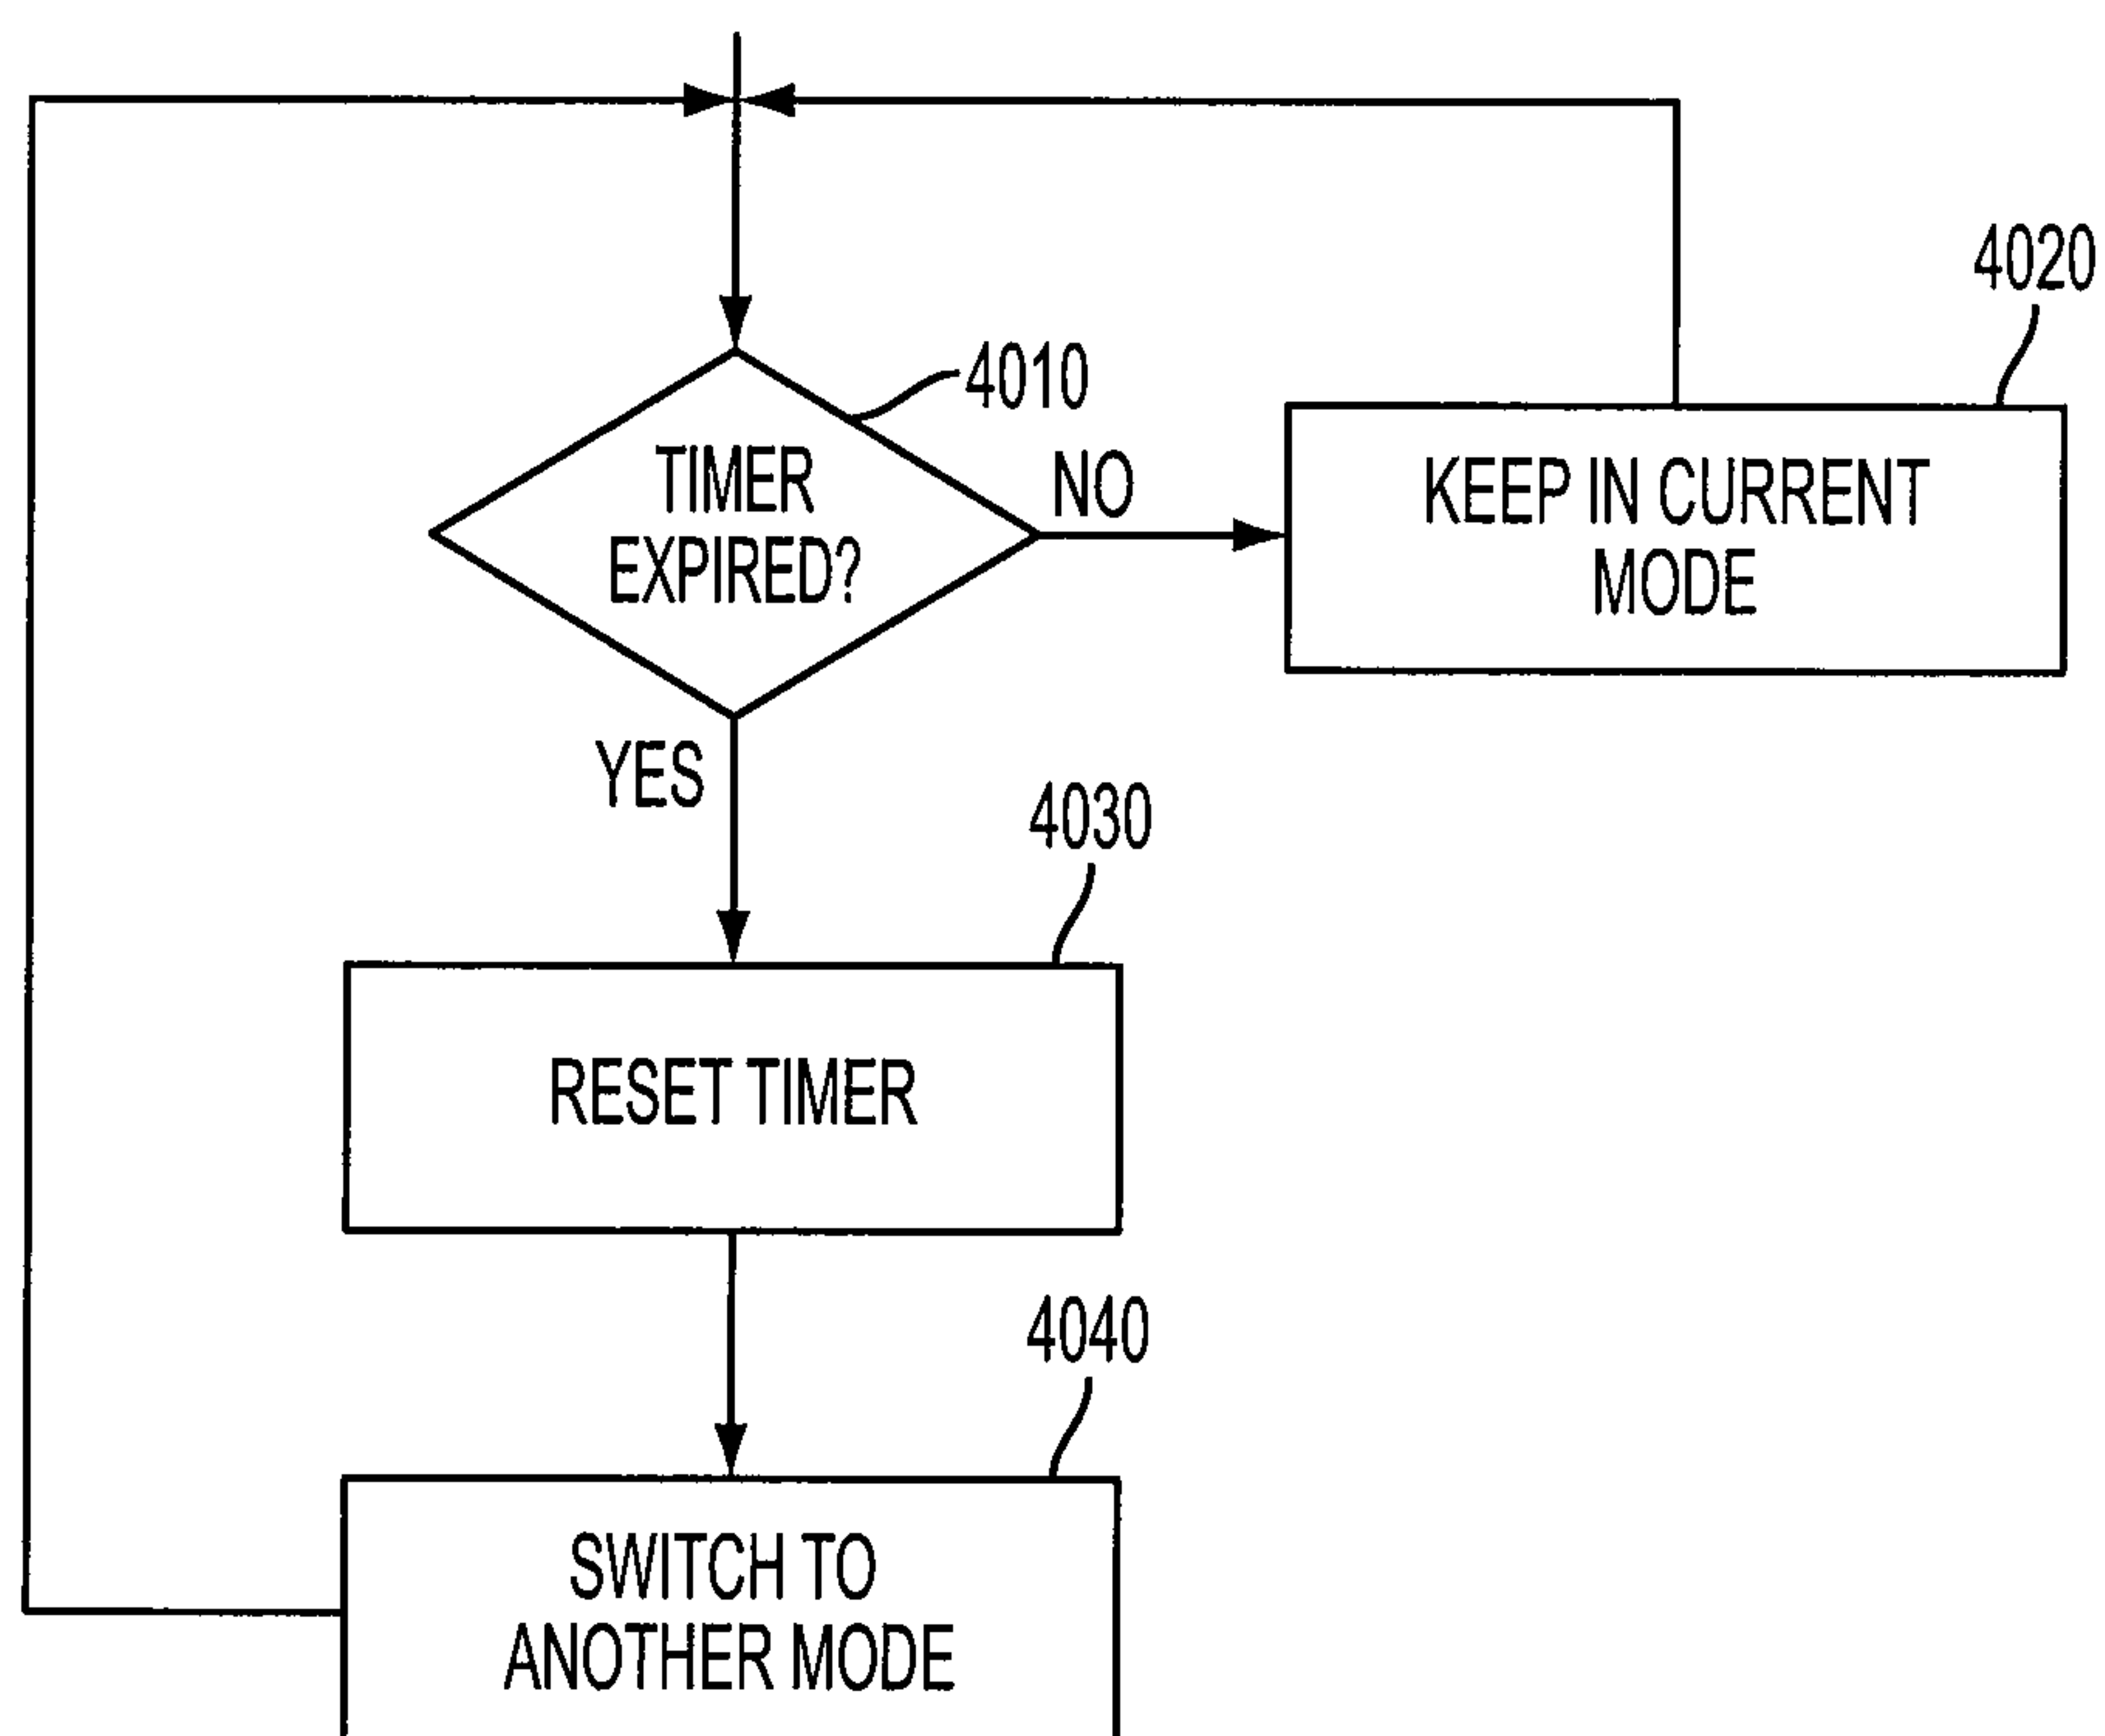 4020
4010
TIMER
EXPIRED?
NO
KEEP IN CURRENT
MODE
YES
4030
RESET TIMER
4040
SWITCH TO
ANOTHER MODE